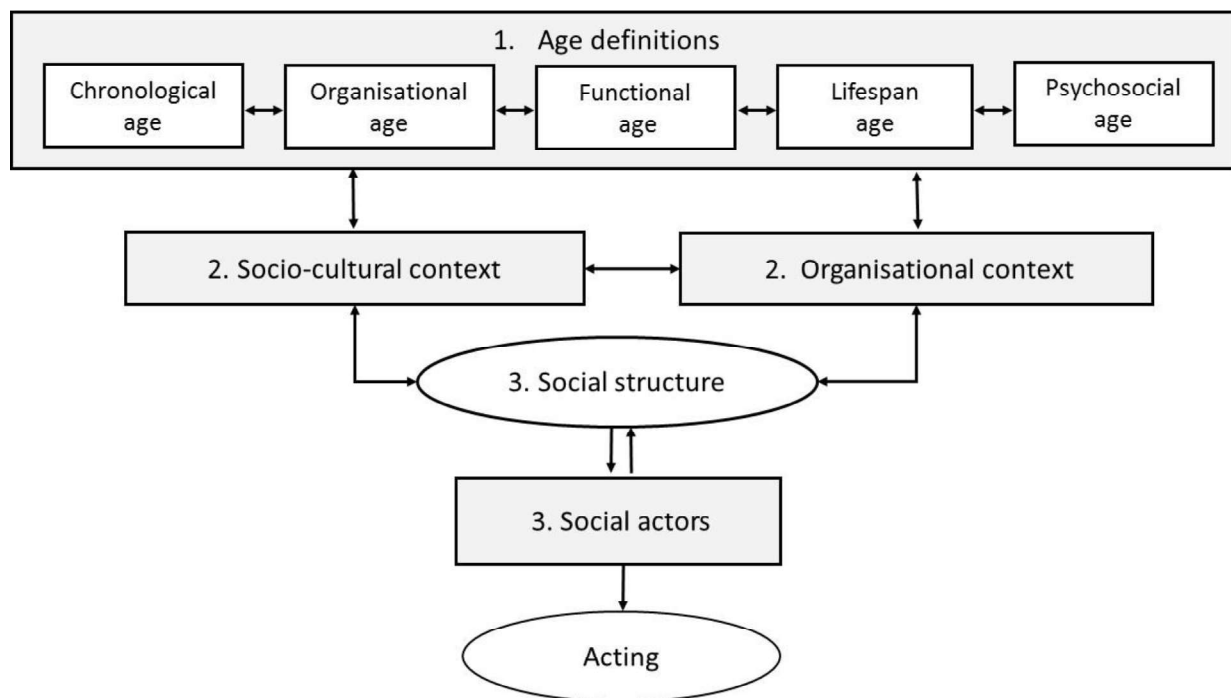 1. Age definitions
Chronological
age
Organisational
age
Functional
age
Lifespan
age
Psychosocial
age
2. Socio-cultural context
2. Organisational context
3. Social structure
3. Social actors
Acting